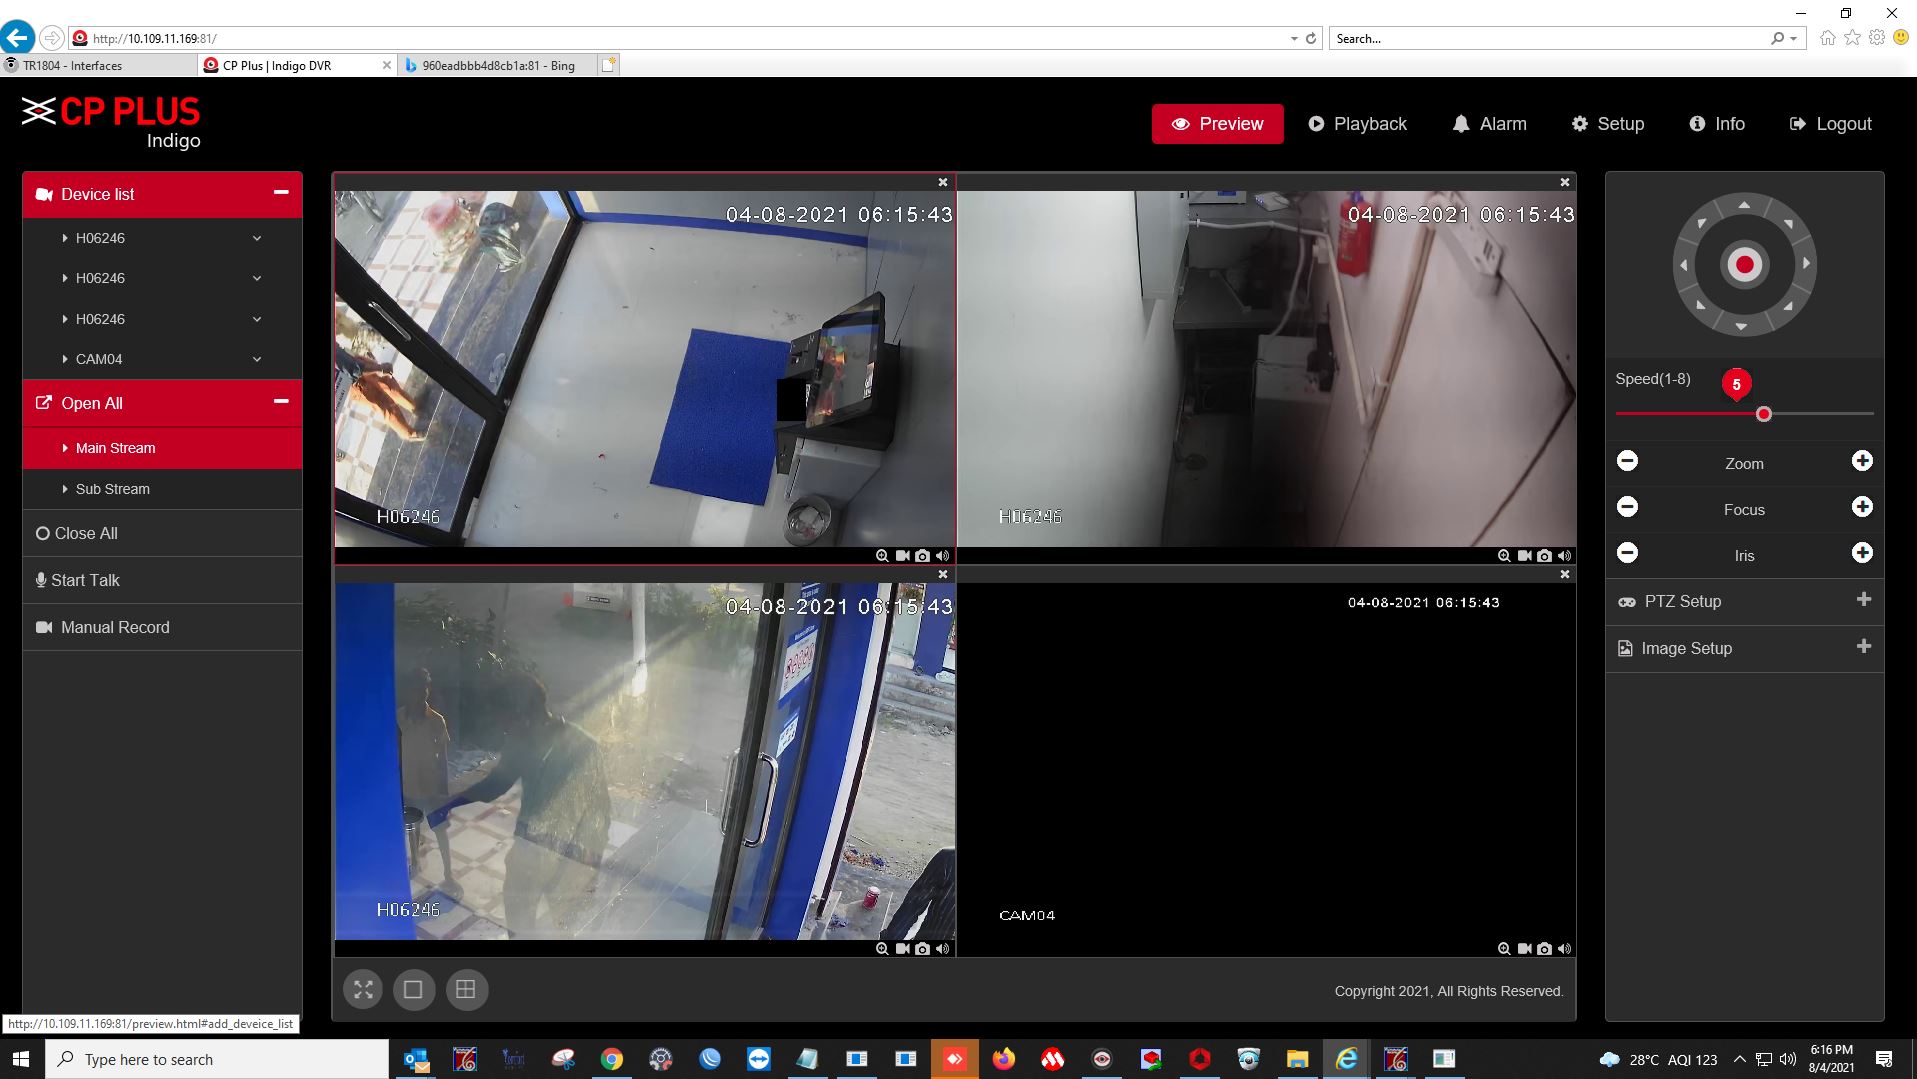 http://10.109.11.169:81/
Search...
TR1804 - Interfaces
CP Plus | Indigo DVR
960eadbbb4d8cb1a:81 - Bing
CP PLUS
Indigo
Preview
Playback
Alarm
Setup
Info
Logout
Device list
H06246
H06246
H06246
CAM04
Open All
Main Stream
Sub Stream
Close All
Start Talk
Manual Record
04-08-2021 06:15:43
H06246
04-08-2021 06:15:43
H06246
04-08-2021 06:15:43
H06246
04-08-2021 06:15:43
CAM04
Speed(1-8)
5
Zoom
Focus
Iris
PTZ Setup
Image Setup
Copyright 2021, All Rights Reserved.
http://10.109.11.169:81/preview.html#add_deveice_list
Type here to search
28°C AQI 123
6:16 PM
8/4/2021